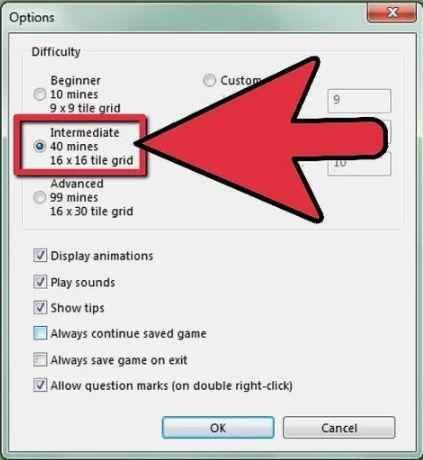 Options
Difficulty
Beginner
10 mines
9 x 9 tile grid
Custom
9
Intermediate
40 mines
16 x 16 tile grid
10
Advanced
99 mines
16 x 30 tile grid
Display animations
Play sounds
Show tips
Always continue saved game
Always save game on exit
Allow question marks (on double right-click)
OK
Cancel